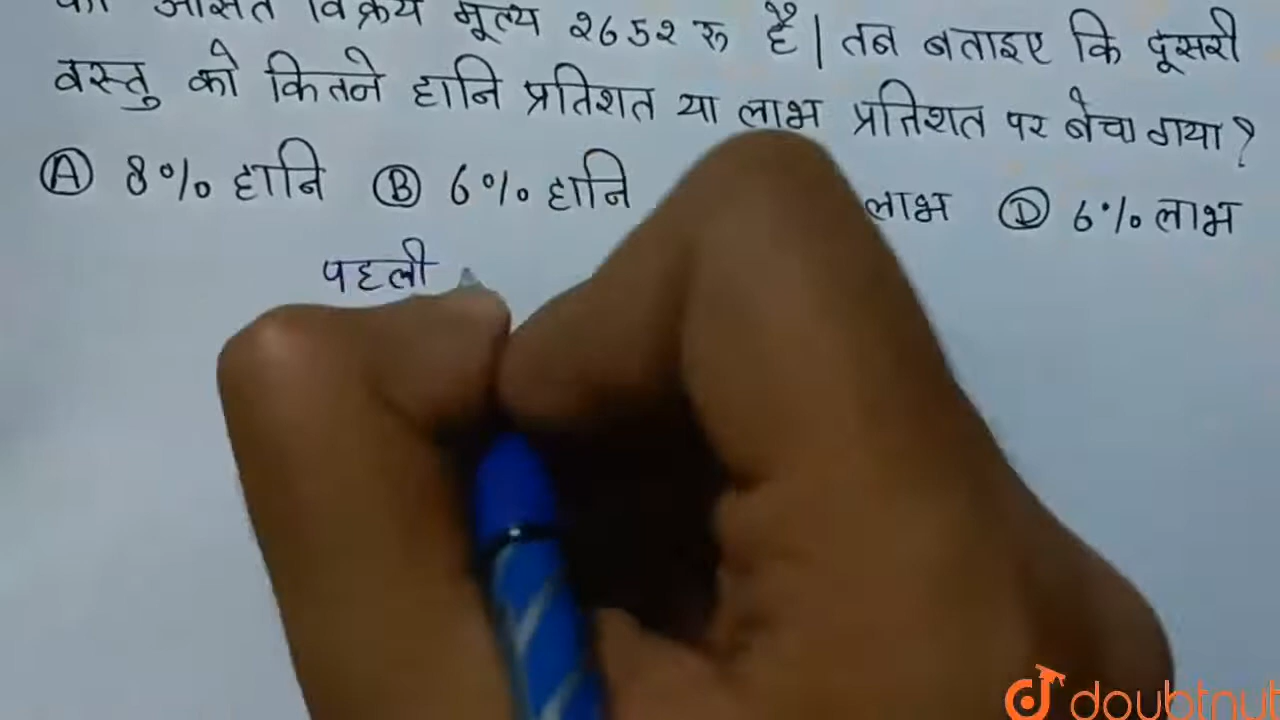 का औसत विक्रय मूल्य २65२ रु है। तब बताइए कि दूसरी
वस्तु को कितने हानि प्रतिशत या लाभ प्रतिशत पर बेचा गया?
Ⓐ 8% हानि Ⓑ 6% हानि लाभ Ⓓ 6% लाभ
पहली
doubtnut